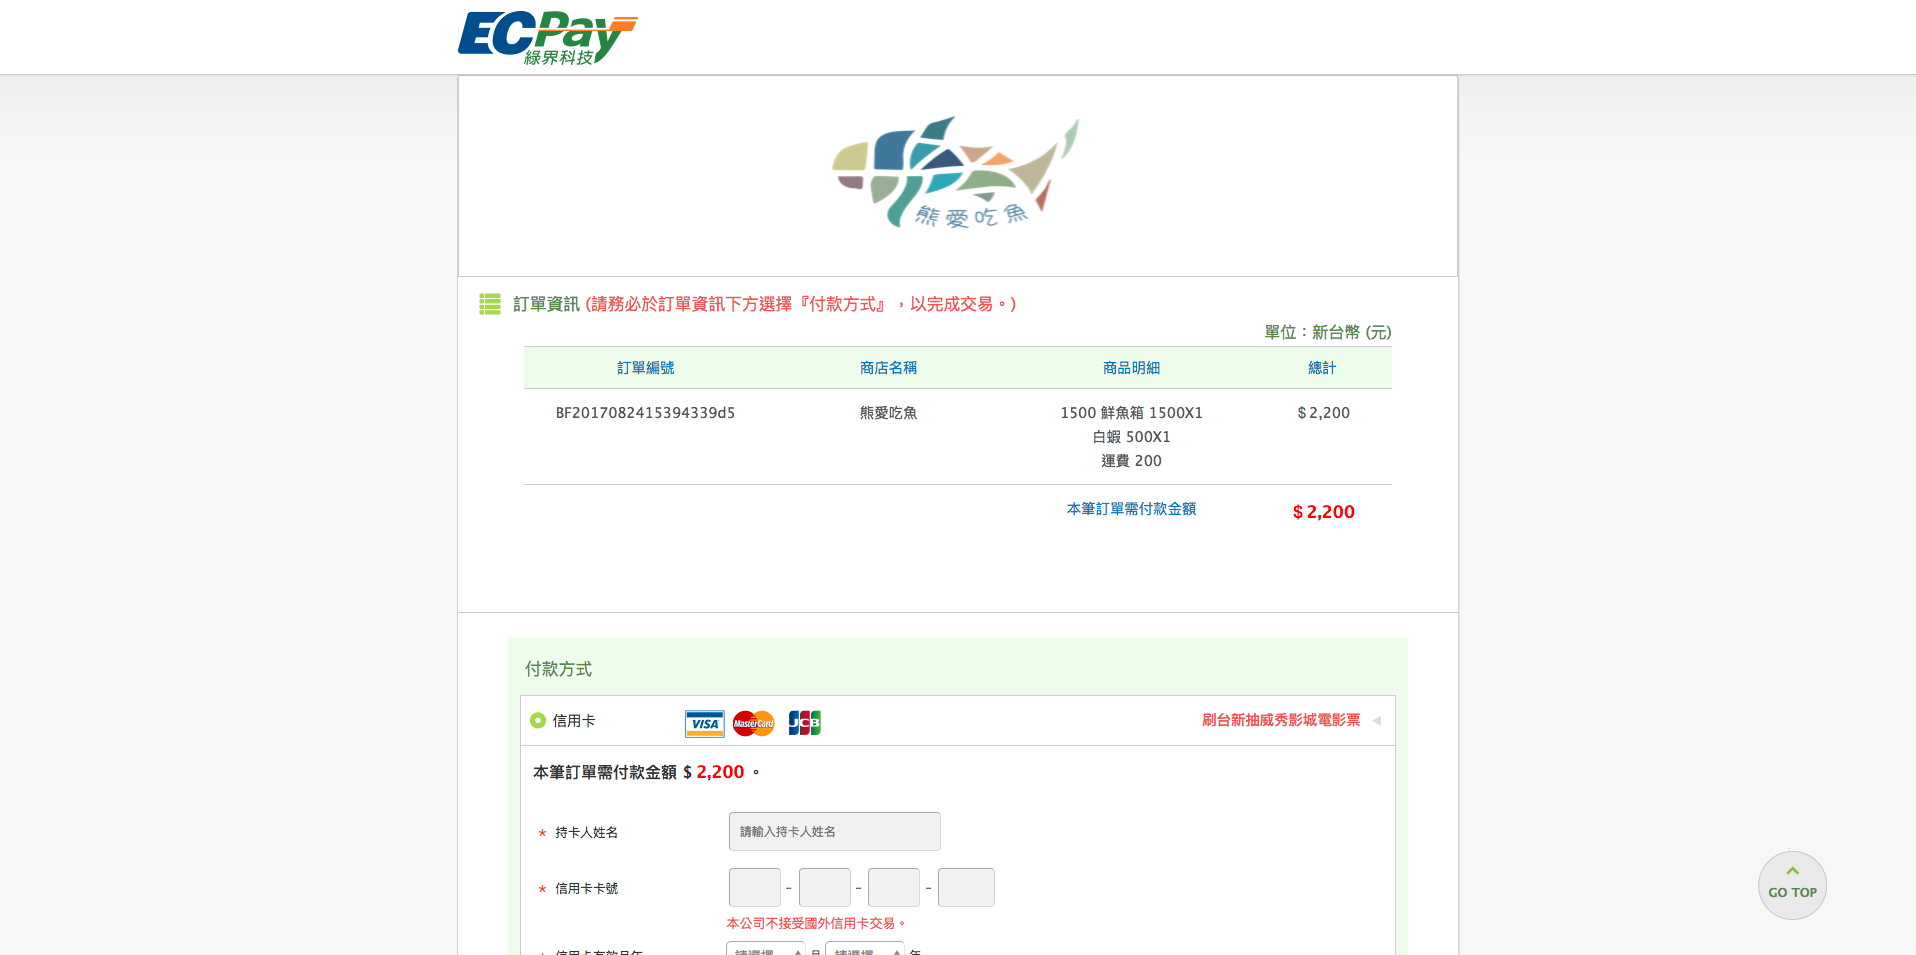 ECPay
綠界科技
熊愛吃魚
訂單資訊 (請務必於訂單資訊下方選擇『付款方式』，以完成交易。)
單位：新台幣 (元)
訂單編號 商店名稱 商品明細 總計
BF2017082415394339d5 熊愛吃魚 1500 鮮魚箱 1500X1 $2,200
白蝦 500X1
運費 200
本筆訂單需付款金額 $2,200
付款方式
信用卡 VISA MasterCard JCB 刷台新抽威秀影城電影票
本筆訂單需付款金額 $ 2,200 。
* 持卡人姓名 請輸入持卡人姓名
* 信用卡卡號 - - -
本公司不接受國外信用卡交易。
* 信用卡有效月年 請選擇 月 請選擇 年
GO TOP